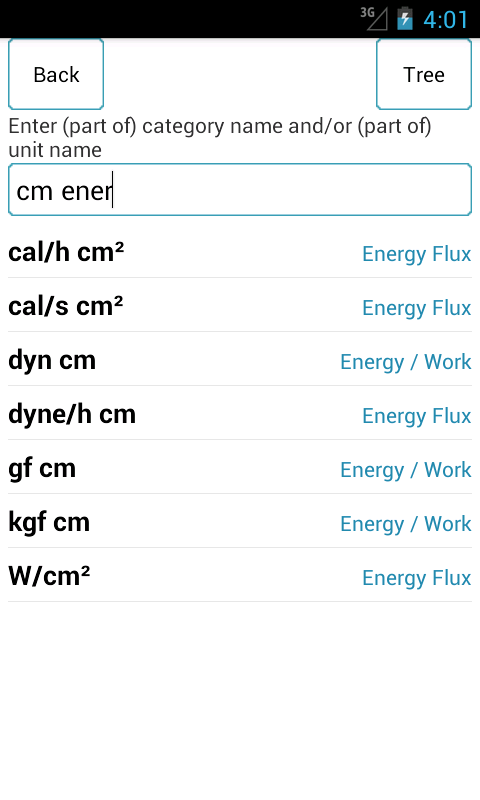 3G 4:01
Back Tree
Enter (part of) category name and/or (part of)
unit name
cm ener
cal/h cm² Energy Flux
cal/s cm² Energy Flux
dyn cm Energy / Work
dyne/h cm Energy Flux
gf cm Energy / Work
kgf cm Energy / Work
W/cm² Energy Flux